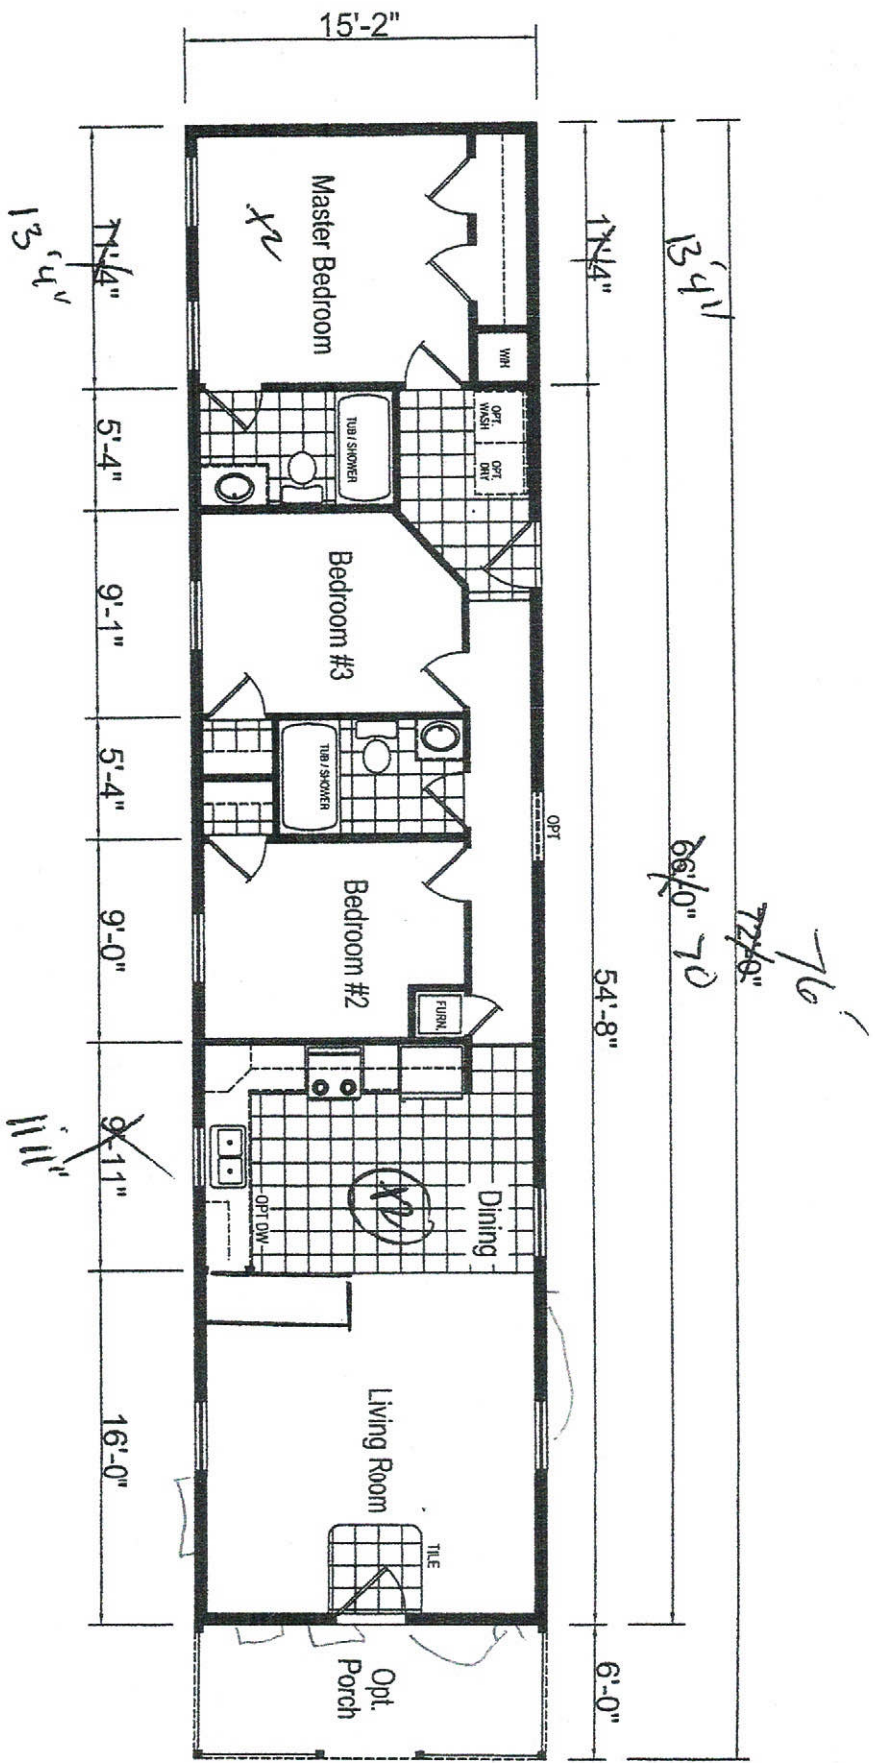 15'-2"
11'-4"
13'4"
11'-4"
13'4"
66'-0" 70
72'-0"
76'
54'-8"
6'-0"
Master Bedroom
+2
W/H
OPT. WASH
OPT. DRY
TUB / SHOWER
Bedroom #3
TUB / SHOWER
OPT
Bedroom #2
FURN.
Dining
+2
OPT DW
Living Room
TILE
Opt.
Porch
5'-4"
9'-1"
5'-4"
9'-0"
9'-11"
11'11"
16'-0"